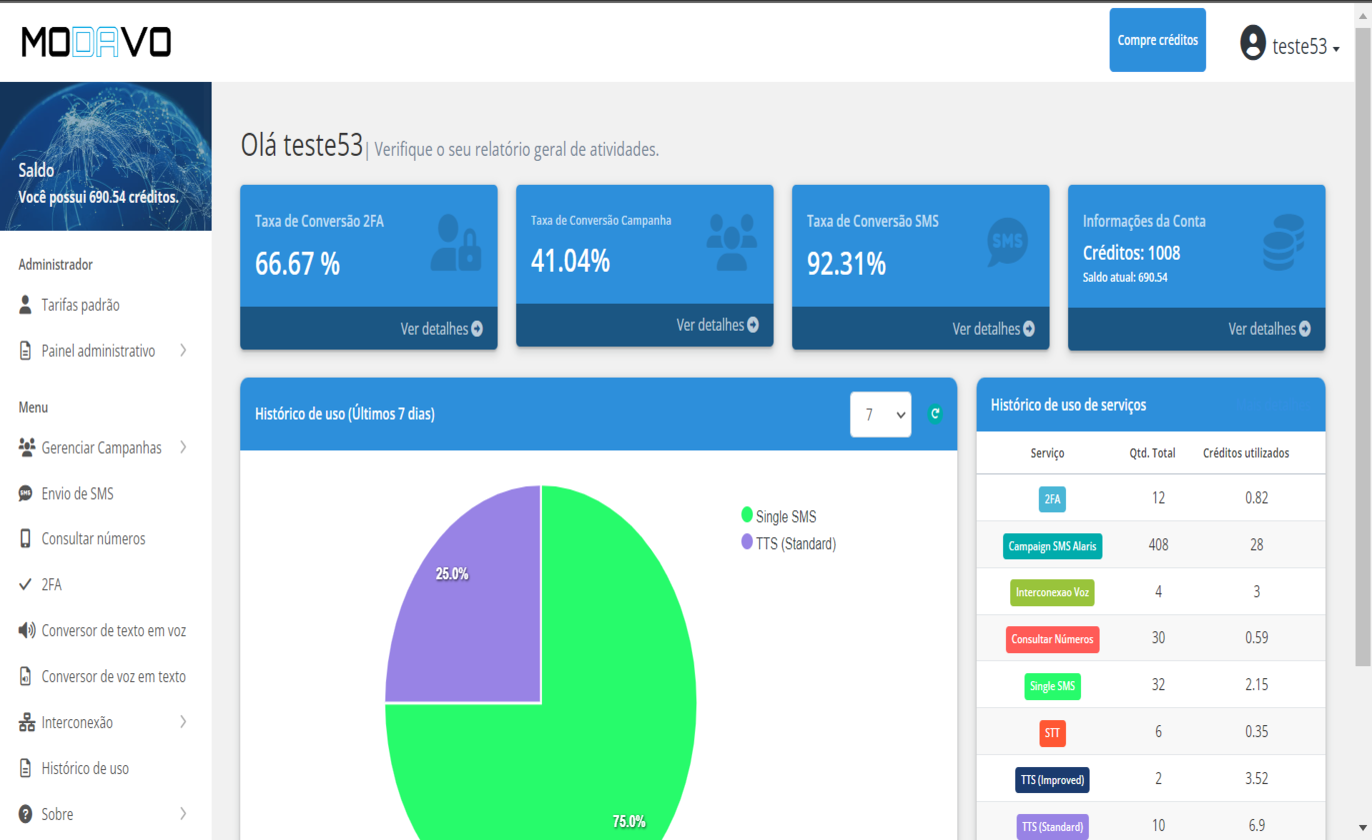 MODAVO
Compre créditos
teste53
Saldo
Você possui 690.54 créditos.
Administrador
Tarifas padrão
Painel administrativo
Menu
Gerenciar Campanhas
SMS
Envio de SMS
Consultar números
2FA
Conversor de texto em voz
Conversor de voz em texto
Interconexão
Histórico de uso
Sobre
Olá teste53| Verifique o seu relatório geral de atividades.
Taxa de Conversão 2FA
66.67 %
Ver detalhes
Taxa de Conversão Campanha
41.04%
Ver detalhes
Taxa de Conversão SMS
92.31%
SMS
Ver detalhes
Informações da Conta
Créditos: 1008
Saldo atual: 690.54
Ver detalhes
Histórico de uso (Últimos 7 dias)
7
Single SMS
TTS (Standard)
25.0%
75.0%
Histórico de uso de serviços
Serviço Qtd. Total Créditos utilizados
2FA 12 0.82
Campaign SMS Alaris 408 28
Interconexao Voz 4 3
Consultar Números 30 0.59
Single SMS 32 2.15
STT 6 0.35
TTS (Improved) 2 3.52
TTS (Standard) 10 6.9